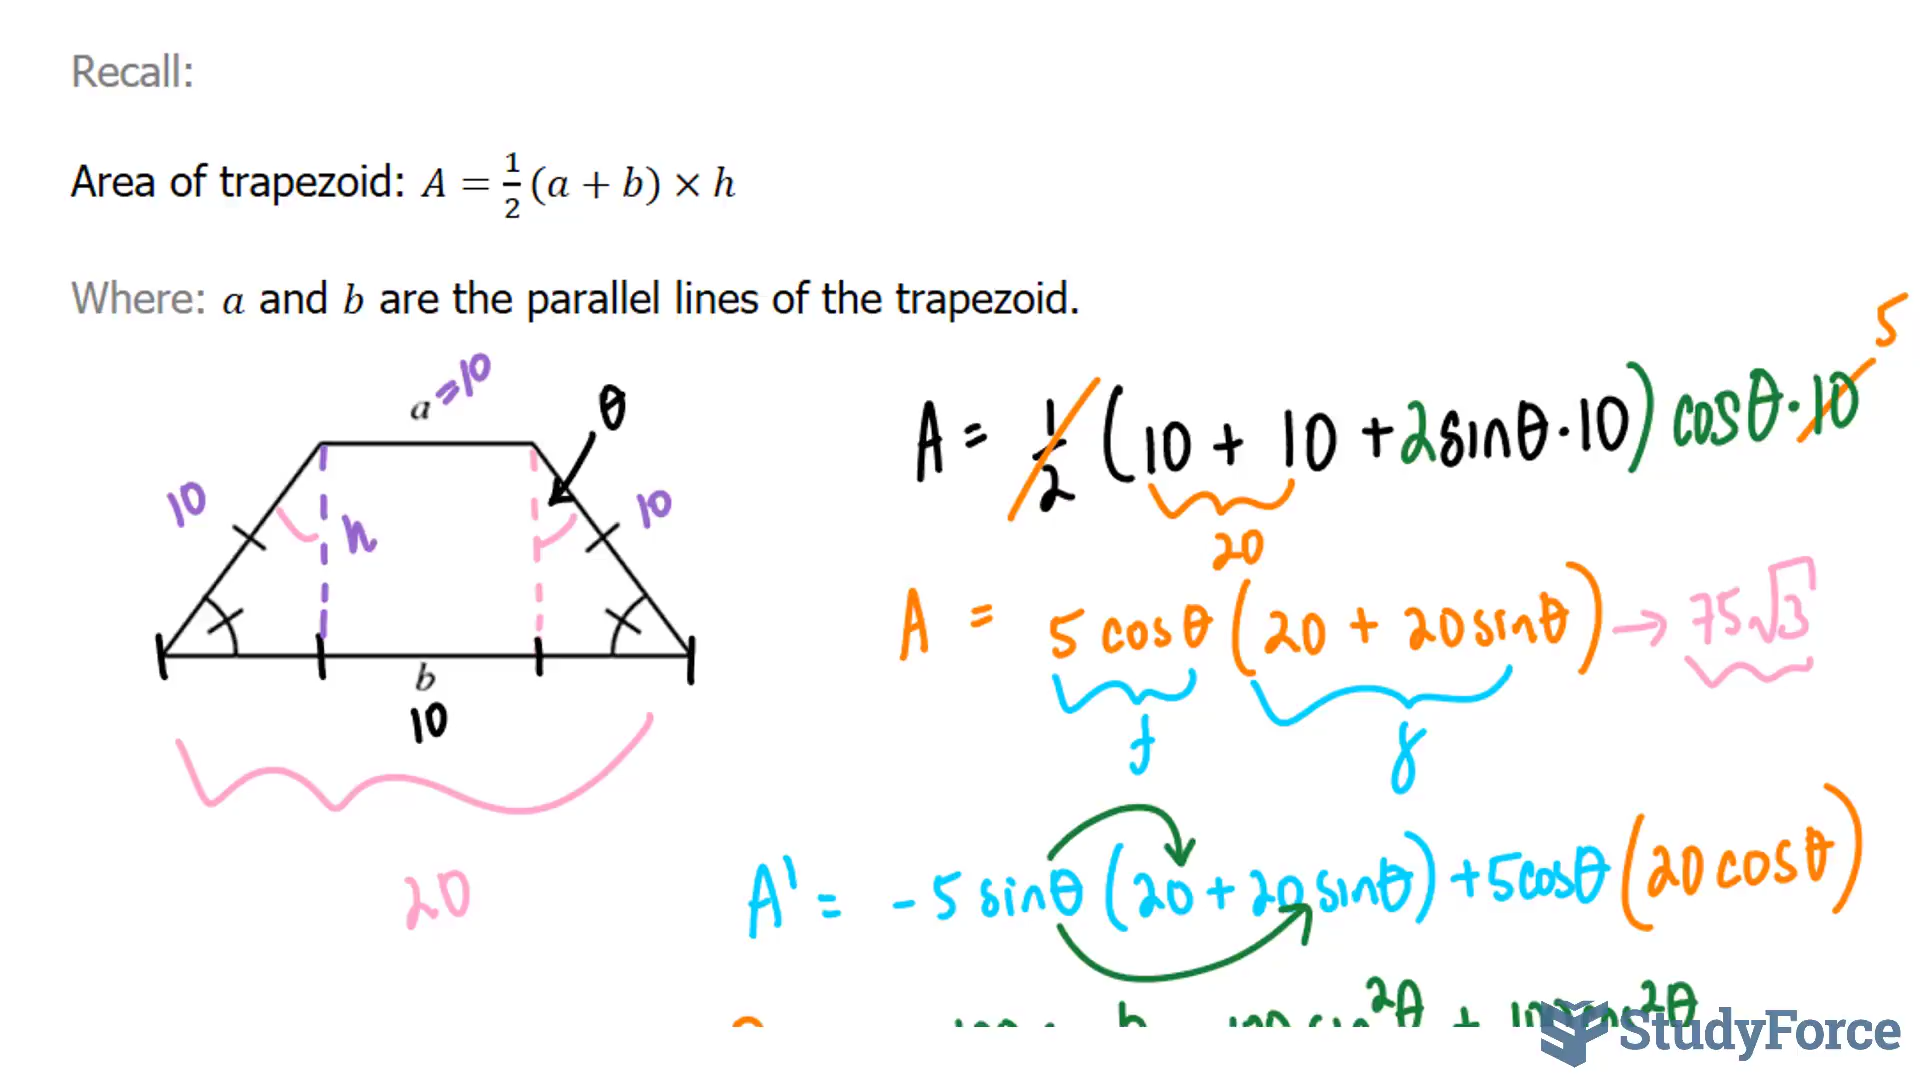 Recall:
Area of trapezoid: A = 1/2 (a + b) × h
Where: a and b are the parallel lines of the trapezoid.
5
a = 10
θ
A = 1/2 (10 + 10 + 2sinθ·10) cosθ·10
10
h
10
20
A = 5 cosθ (20 + 20sinθ) → 75√3
b
10
f
g
A' = -5 sinθ (20 + 20 sinθ) + 5cosθ (20 cosθ)
20
StudyForce